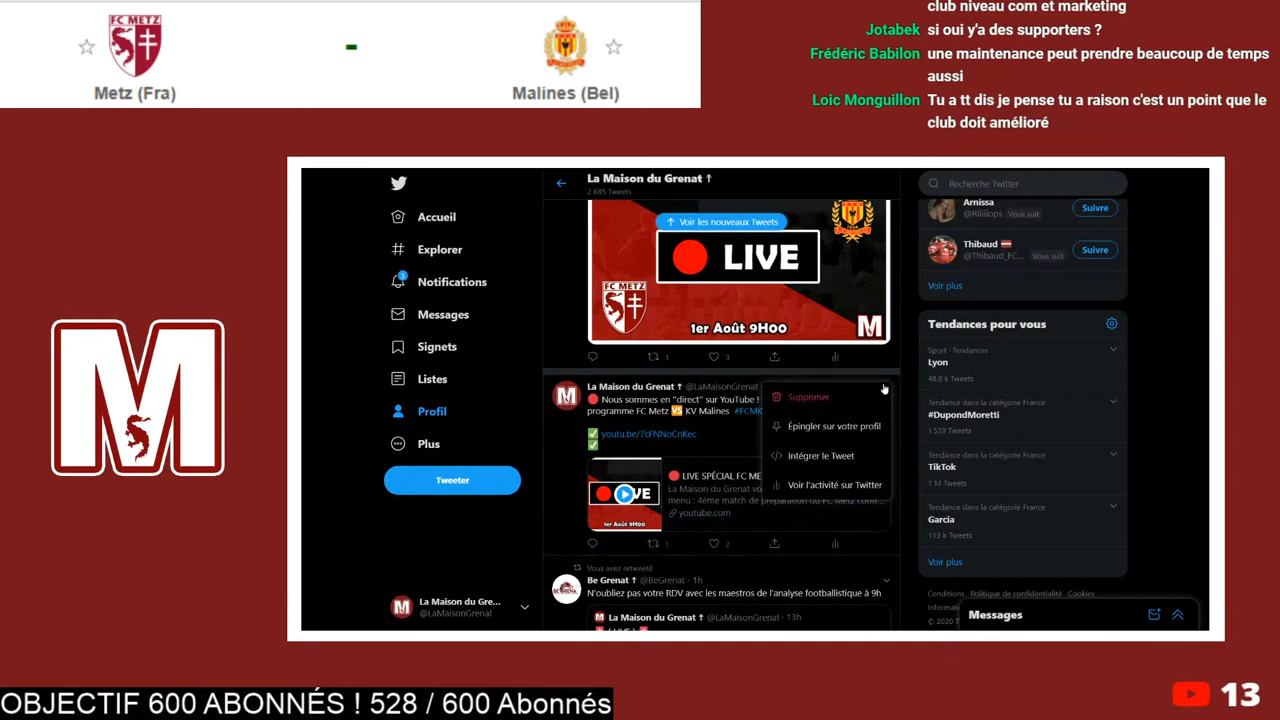 FC METZ
Metz (Fra)
-
Malines (Bel)
club niveau com et marketing
Jotabek si oui y'a des supporters ?
Frédéric Babilon une maintenance peut prendre beaucoup de temps
aussi
Loic Monguillon Tu a tt dis je pense tu a raison c'est un point que le
club doit amélioré
M
Accueil
Explorer
3
Notifications
Messages
Signets
Listes
Profil
Plus
Tweeter
La Maison du Gre...
@LaMaisonGrenat
La Maison du Grenat †
2 685 Tweets
Voir les nouveaux Tweets
LIVE
FC METZ
1er Août 9H00
M
1
3
La Maison du Grenat † @LaMaisonGrenat
Nous sommes en "direct" sur YouTube !
programme FC Metz VS KV Malines #FCMK
youtu.be/7cFNNoCnKec
LIVE SPÉCIAL FC ME
La Maison du Grenat vo
menu : 4ème match de préparation du FC Metz cont...
youtube.com
1er Août 9H00
1
2
Supprimer
Épingler sur votre profil
Intégrer le Tweet
Voir l'activité sur Twitter
Vous avez retweeté
Be Grenat † @BeGrenat · 1h
N'oubliez pas votre RDV avec les maestros de l'analyse footballistique à 9h
La Maison du Grenat † @LaMaisonGrenat · 13h
Recherche Twitter
Arnissa
@Riiiiiops Vous suit
Suivre
Thibaud
@Thibaud_FC... Vous suit
Suivre
Voir plus
Tendances pour vous
Sport · Tendances
Lyon
48.8 k Tweets
Tendance dans la catégorie France
#DupondMoretti
1 539 Tweets
Tendance dans la catégorie France
TikTok
1 M Tweets
Tendance dans la catégorie France
Garcia
113 k Tweets
Voir plus
Conditions Politique de confidentialité Cookies
© 2020 T
Messages
OBJECTIF 600 ABONNÉS ! 528 / 600 Abonnés
13